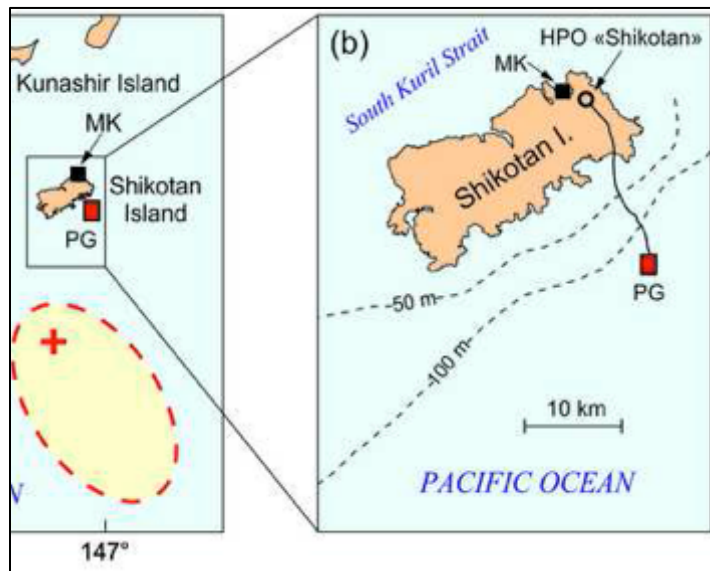 Kunashir Island
MK
Shikotan
Island
PG
147°
(b)
HPO «Shikotan»
MK
South Kuril Strait
Shikotan I.
PG
50 m
100 m
10 km
PACIFIC OCEAN